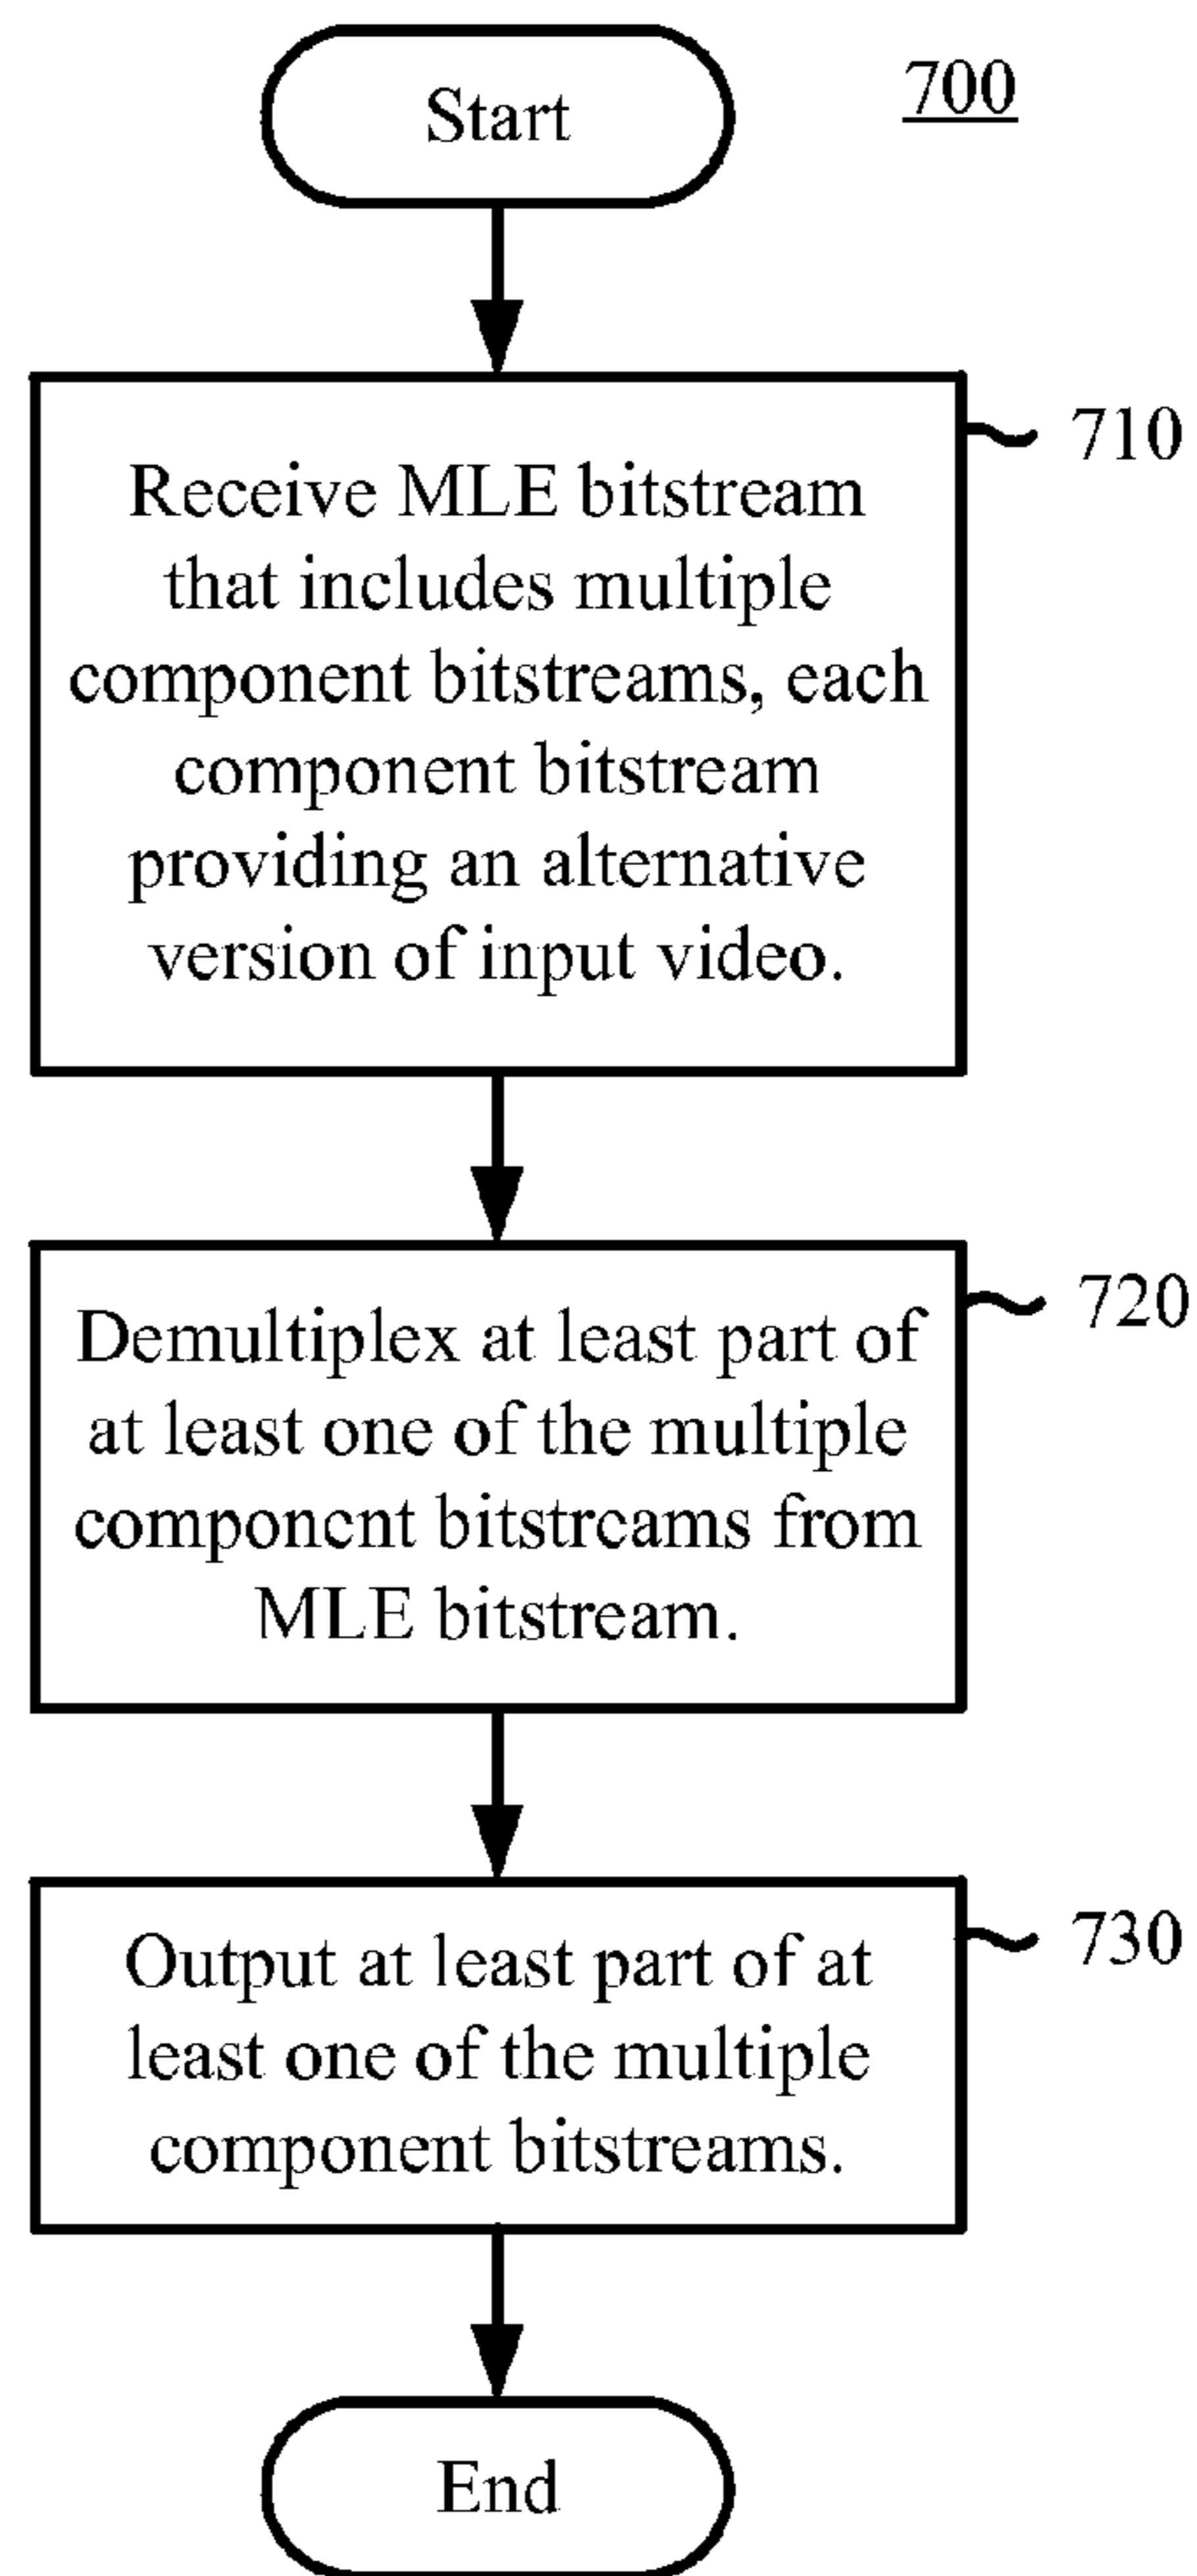 Start
700
710
Receive MLE bitstream
that includes multiple
component bitstreams, each
component bitstream
providing an alternative
version of input video.
720
Demultiplex at least part of
at least one of the multiple
component bitstreams from
MLE bitstream.
730
Output at least part of at
least one of the multiple
component bitstreams.
End